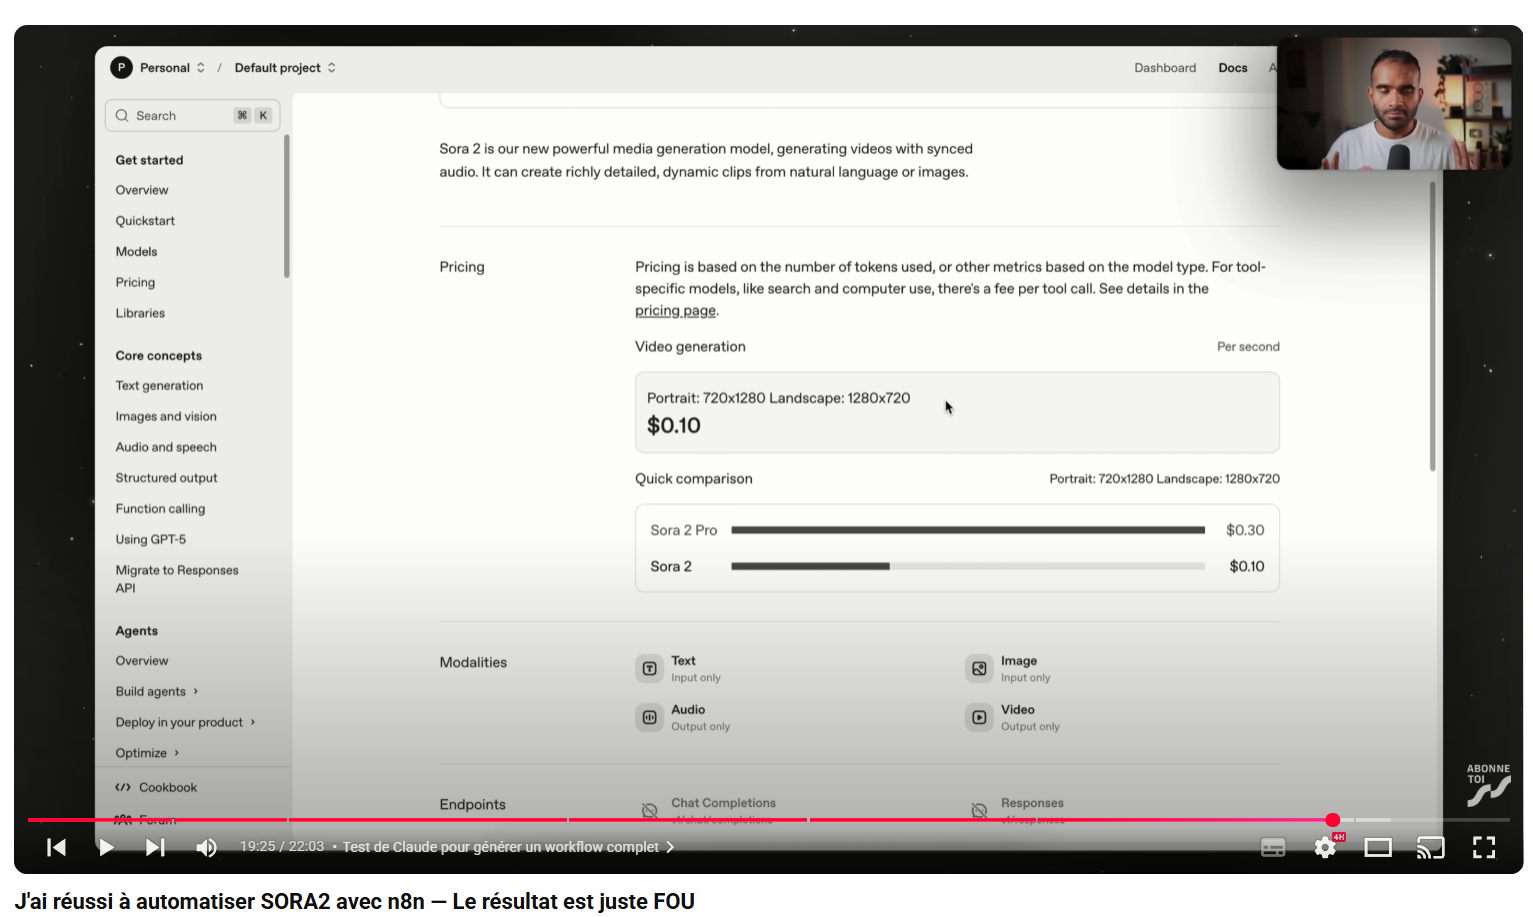 P Personal / Default project
Dashboard Docs A
Search ⌘ K
Get started
Overview
Quickstart
Models
Pricing
Libraries
Core concepts
Text generation
Images and vision
Audio and speech
Structured output
Function calling
Using GPT-5
Migrate to Responses
API
Agents
Overview
Build agents >
Deploy in your product >
Optimize >
</> Cookbook
Forum
Sora 2 is our new powerful media generation model, generating videos with synced
audio. It can create richly detailed, dynamic clips from natural language or images.
Pricing
Pricing is based on the number of tokens used, or other metrics based on the model type. For tool-
specific models, like search and computer use, there's a fee per tool call. See details in the
pricing page.
Video generation Per second
Portrait: 720x1280 Landscape: 1280x720
$0.10
Quick comparison Portrait: 720x1280 Landscape: 1280x720
Sora 2 Pro $0.30
Sora 2 $0.10
Modalities
Text
Input only
Image
Input only
Audio
Output only
Video
Output only
Endpoints
Chat Completions
v1/chat/completions
Responses
v1/responses
ABONNE
TOI
19:25 / 22:03 • Test de Claude pour générer un workflow complet >
4K
J'ai réussi à automatiser SORA2 avec n8n — Le résultat est juste FOU